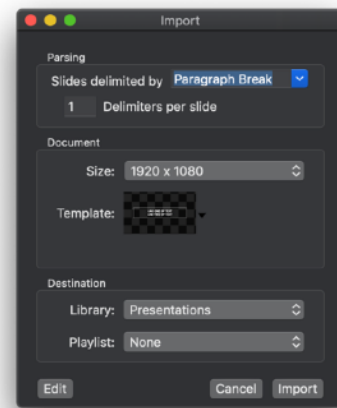 Import
Parsing
Slides delimited by Paragraph Break
1 Delimiters per slide
Document
Size: 1920 x 1080
Template:
Destination
Library: Presentations
Playlist: None
Edit Cancel Import